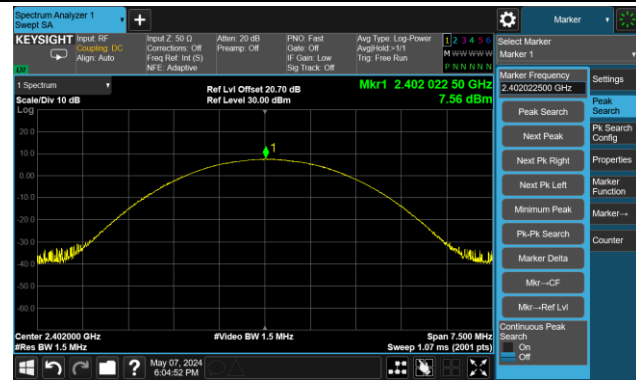 Spectrum Analyzer 1
Swept SA
+
Marker
KEYSIGHT
Input: RF
Coupling: DC
Align: Auto
Input Z: 50 Ω
Corrections: Off
Freq Ref: Int (S)
NFE: Adaptive
Atten: 20 dB
Preamp: Off
PNO: Fast
Gate: Off
IF Gain: Low
Sig Track: Off
Avg Type: Log-Power
Avg|Hold:>1/1
Trig: Free Run
1 2 3 4 5 6
M W W W W W
P N N N N N
Select Marker
Marker 1
LXI
1 Spectrum
Scale/Div 10 dB
Log
Ref Lvl Offset 20.70 dB
Ref Level 30.00 dBm
Mkr1 2.402 022 50 GHz
7.56 dBm
20.0
10.0
0.00
-10.0
-20.0
-30.0
-40.0
-50.0
-60.0
1
Center 2.402000 GHz
#Res BW 1.5 MHz
#Video BW 1.5 MHz
Span 7.500 MHz
Sweep 1.07 ms (2001 pts)
Marker Frequency
2.402022500 GHz
Peak Search
Next Peak
Next Pk Right
Next Pk Left
Minimum Peak
Pk-Pk Search
Marker Delta
Mkr→CF
Mkr→Ref Lvl
Continuous Peak
Search
On
Off
Settings
Peak
Search
Pk Search
Config
Properties
Marker
Function
Marker→
Counter
?
May 07, 2024
6:04:52 PM